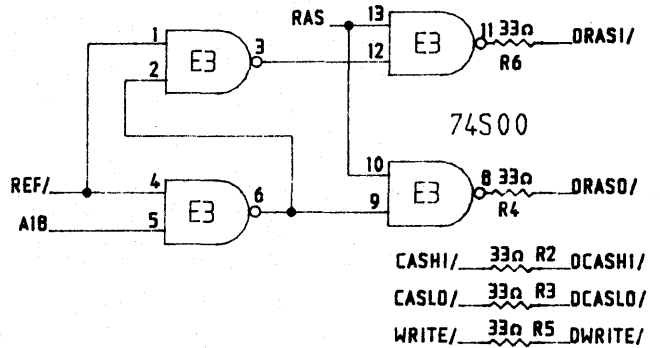 RAS 13 11 33Ω DRAS1/
1 3 E3
E3 12 R6
2
74S00
10 8 33Ω
REF/ 4 6 E3 DRAS0/
E3 9 R4
A18 5
CASHI/ 33Ω R2 DCASHI/
CASLO/ 33Ω R3 DCASLO/
WRITE/ 33Ω R5 DWRITE/